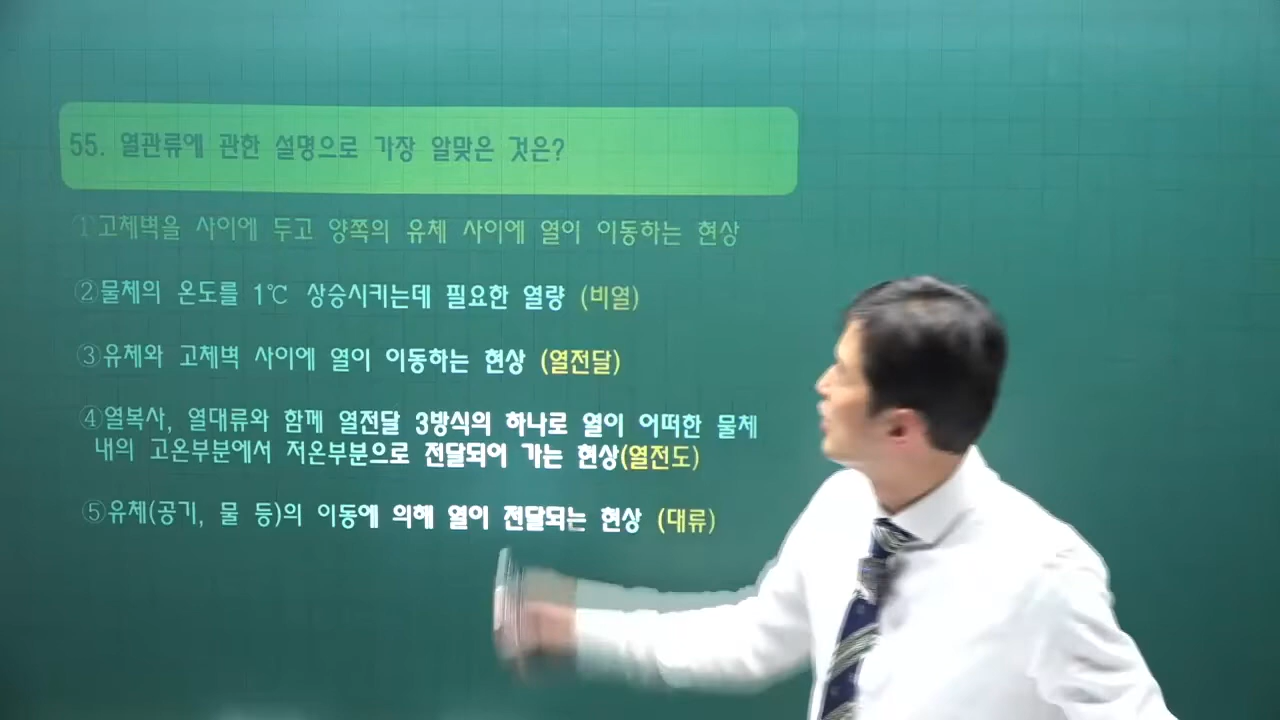 55. 열관류에 관한 설명으로 가장 알맞은 것은?
①고체벽을 사이에 두고 양쪽의 유체 사이에 열이 이동하는 현상
②물체의 온도를 1℃ 상승시키는데 필요한 열량 (비열)
③유체와 고체벽 사이에 열이 이동하는 현상 (열전달)
④열복사, 열대류와 함께 열전달 3방식의 하나로 열이 어떠한 물체
내의 고온부분에서 저온부분으로 전달되어 가는 현상(열전도)
⑤유체(공기, 물 등)의 이동에 의해 열이 전달되는 현상 (대류)